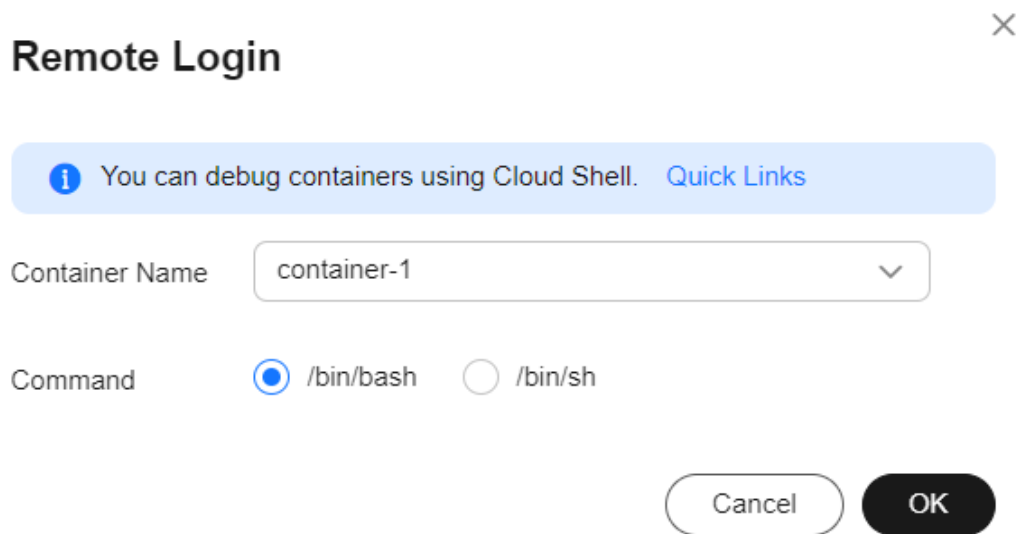 Remote Login
You can debug containers using Cloud Shell. Quick Links
Container Name container-1
Command /bin/bash /bin/sh
Cancel OK